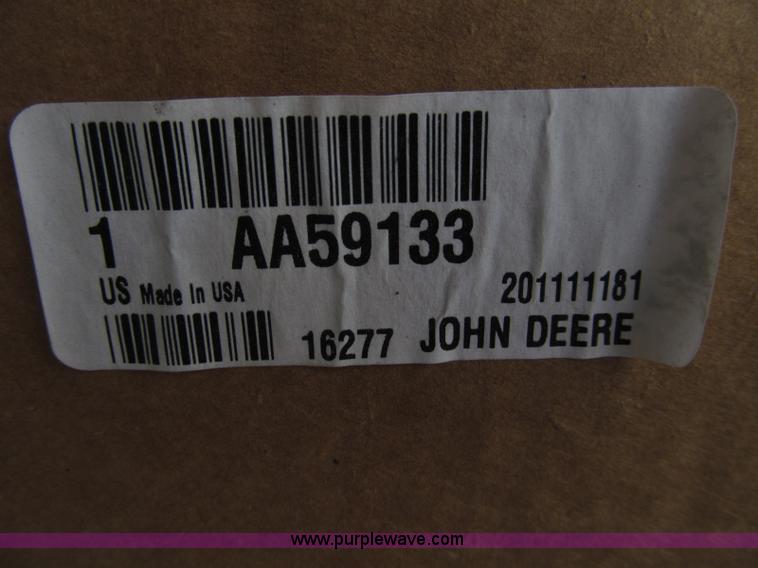 1 AA59133
US Made In USA 201111181
16277 JOHN DEERE
www.purplewave.com